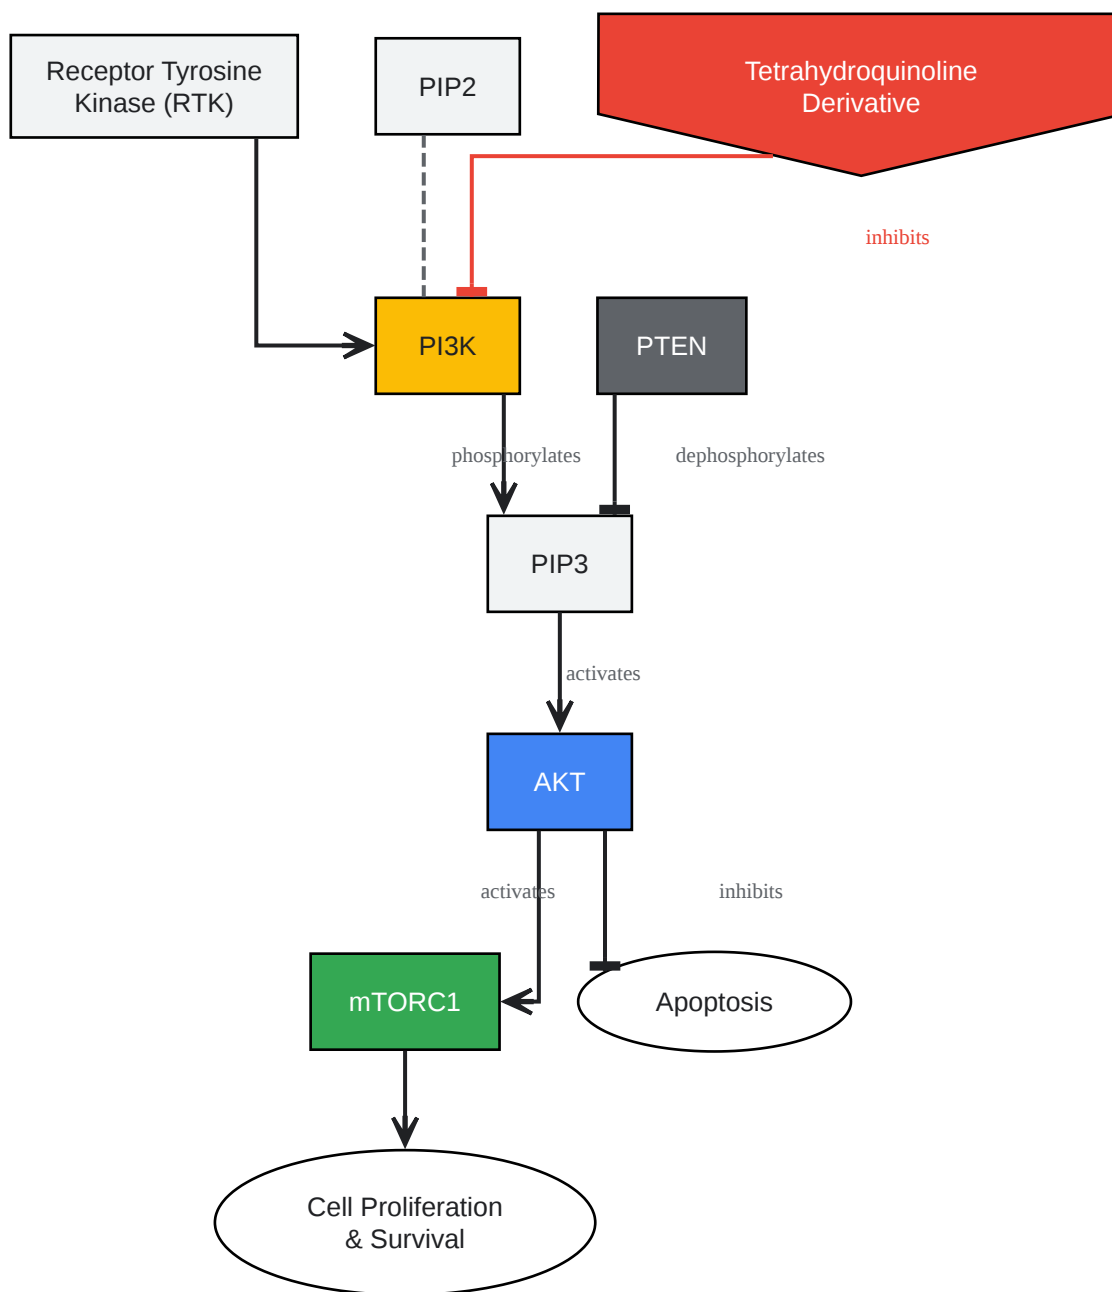 Receptor Tyrosine
Kinase (RTK)
PIP2
Tetrahydroquinoline
Derivative
inhibits
PI3K
PTEN
phosphorylates
dephosphorylates
PIP3
activates
AKT
activates
inhibits
mTORC1
Apoptosis
Cell Proliferation
& Survival